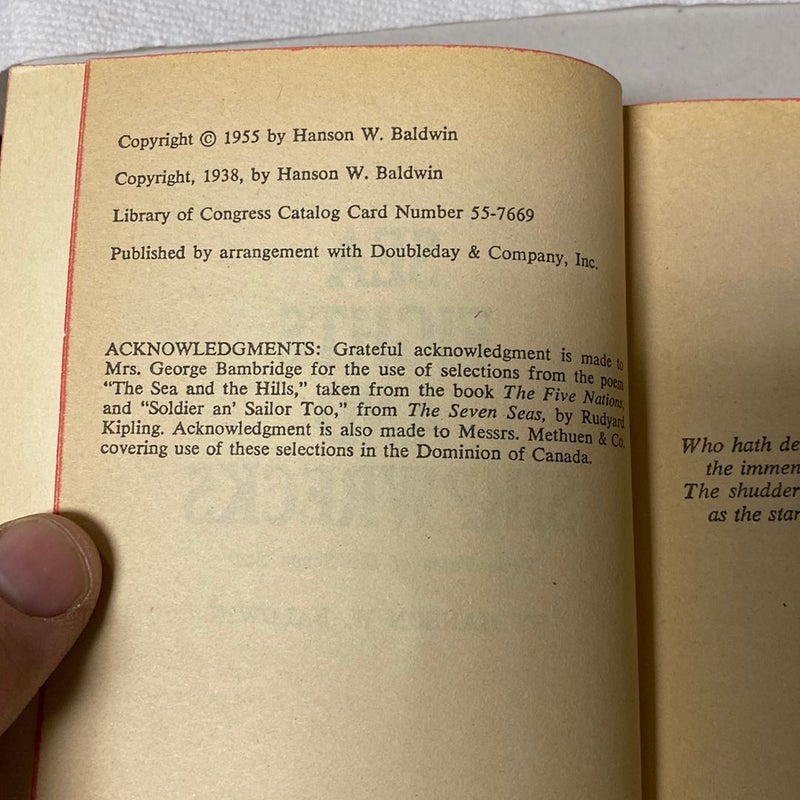 Copyright © 1955 by Hanson W. Baldwin
Copyright, 1938, by Hanson W. Baldwin
Library of Congress Catalog Card Number 55-7669
Published by arrangement with Doubleday & Company, Inc.
ACKNOWLEDGMENTS: Grateful acknowledgment is made to
Mrs. George Bambridge for the use of selections from the poem
“The Sea and the Hills,” taken from the book The Five Nations,
and “Soldier an' Sailor Too,” from The Seven Seas, by Rudyard
Kipling. Acknowledgment is also made to Messrs. Methuen & Co.
covering use of these selections in the Dominion of Canada.
Who hath de
the immen
The shudder
as the star